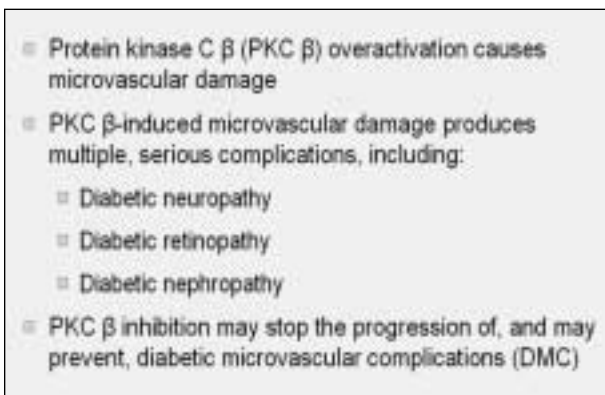 Protein kinase C β (PKC β) overactivation causes
microvascular damage
PKC β-induced microvascular damage produces
multiple, serious complications, including:
Diabetic neuropathy
Diabetic retinopathy
Diabetic nephropathy
PKC β inhibition may stop the progression of, and may
prevent, diabetic microvascular complications (DMC)